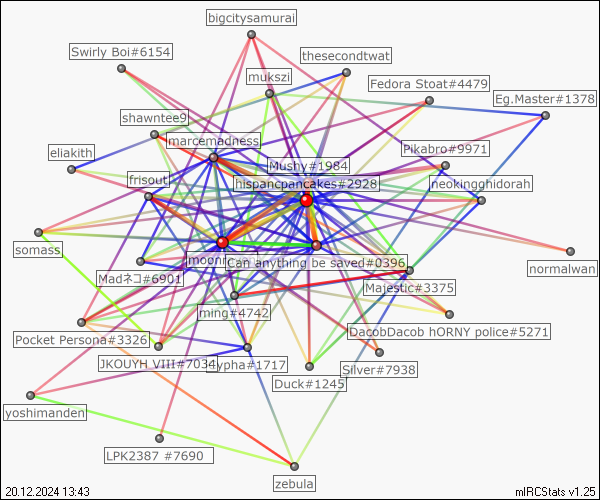 bigcitysamurai
Swirly Boi#6154
thesecondtwat
mukszi
Fedora Stoat#4479
Eg.Master#1378
shawntee9
marcemadness
Pikabro#9971
eliakith
Mushy#1984
frisout
hispancpancakes#2928
neokingghidorah
somass
Can anything be saved#0396
normalwan
Madネコ#6901
Majestic#3375
ming#4742
DacobDacob hORNY police#5271
Pocket Persona#3326
JKOUYH VIII#7034
ypha#1717
Silver#7938
Duck#1245
yoshimanden
LPK2387 #7690
zebula
20.12.2024 13:43
mIRCStats v1.25